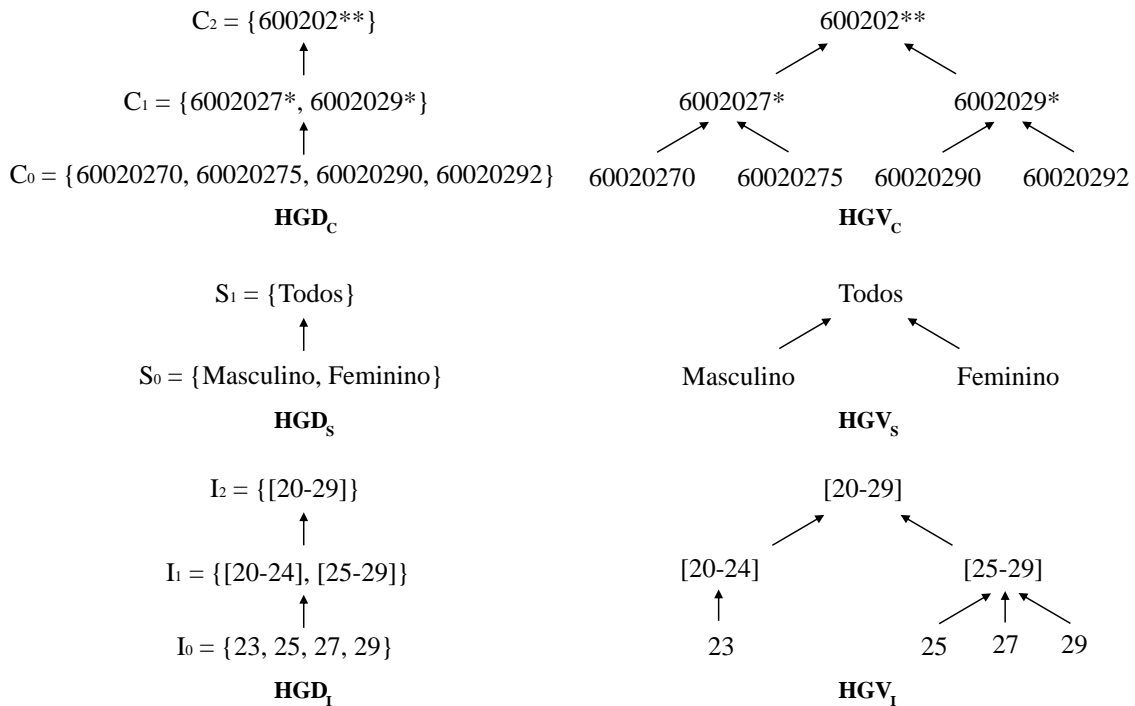 C₂ = {600202**}
600202**
C₁ = {6002027*, 6002029*}
6002027*
6002029*
C₀ = {60020270, 60020275, 60020290, 60020292}
60020270
60020275
60020290
60020292
HGD_C
HGV_C
S₁ = {Todos}
Todos
S₀ = {Masculino, Feminino}
Masculino
Feminino
HGD_S
HGV_S
I₂ = {[20-29]}
[20-29]
I₁ = {[20-24], [25-29]}
[20-24]
[25-29]
I₀ = {23, 25, 27, 29}
23
25
27
29
HGD_I
HGV_I